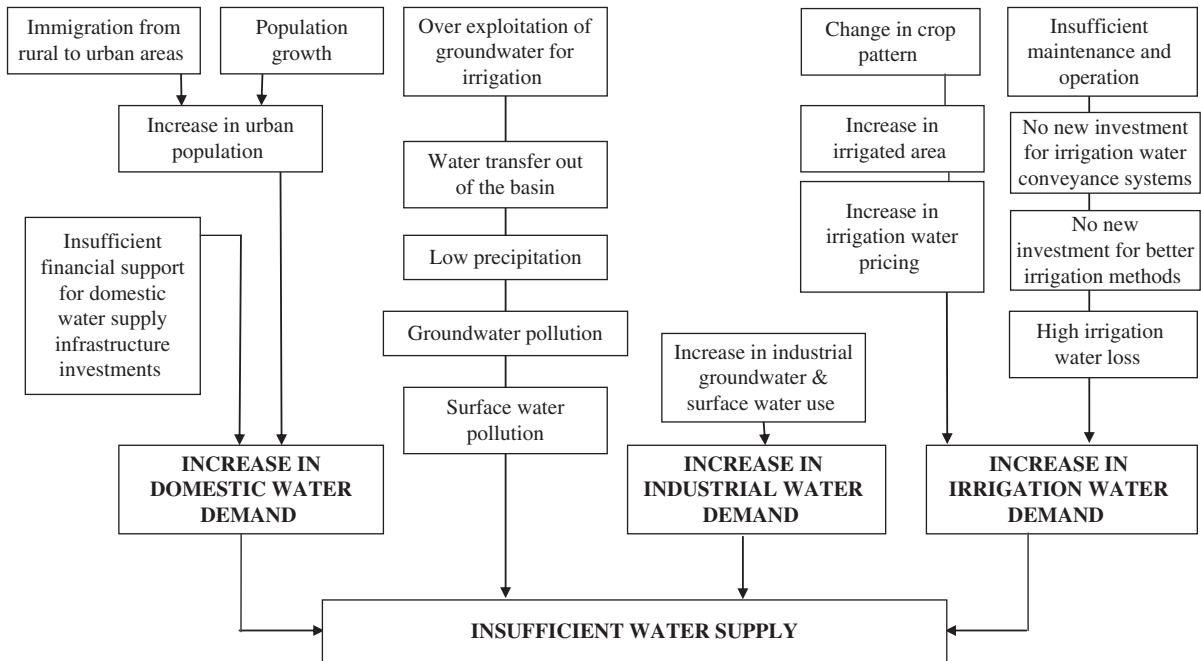 Immigration from
rural to urban areas
Population
growth
Over exploitation of
groundwater for
irrigation
Change in crop
pattern
Insufficient
maintenance and
operation
Increase in urban
population
Increase in
irrigated area
No new investment
for irrigation water
conveyance systems
Water transfer out
of the basin
Increase in
irrigation water
pricing
No new
investment for better
irrigation methods
Insufficient
financial support
for domestic
water supply
infrastructure
investments
Low precipitation
Groundwater pollution
High irrigation
water loss
Increase in industrial
groundwater &
surface water use
Surface water
pollution
INCREASE IN
DOMESTIC WATER
DEMAND
INCREASE IN
INDUSTRIAL WATER
DEMAND
INCREASE IN
IRRIGATION WATER
DEMAND
INSUFFICIENT WATER SUPPLY